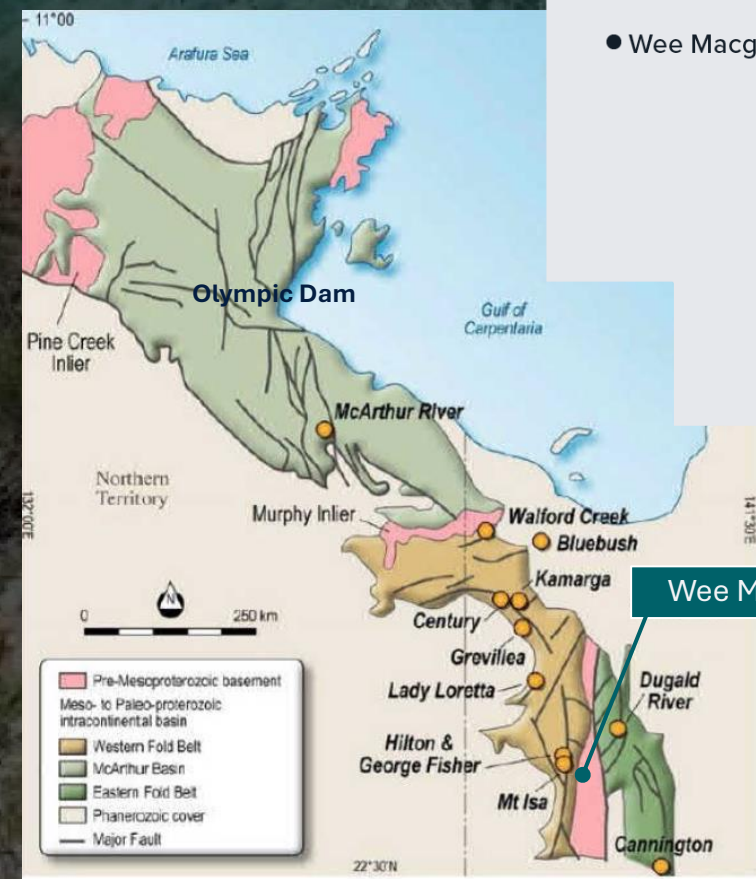 11°00
Arafura Sea
Wee Macg
Olympic Dam
Gulf of
Carpentaria
Pine Creek
Inlier
McArthur River
Northern
Territory
132°00'E
141°30'E
Murphy Inlier
Walford Creek
Bluebush
Kamarga
Wee M
0
250 km
N
Century
Grevillea
Lady Loretta
Dugald
River
Hilton &
George Fisher
Mt Isa
Cannington
22°30'N
Pre-Mesoproterozoic basement
Meso- to Paleo-proterozoic
intracontinental basin
Western Fold Belt
McArthur Basin
Eastern Fold Belt
Phanerozoic cover
Major Fault